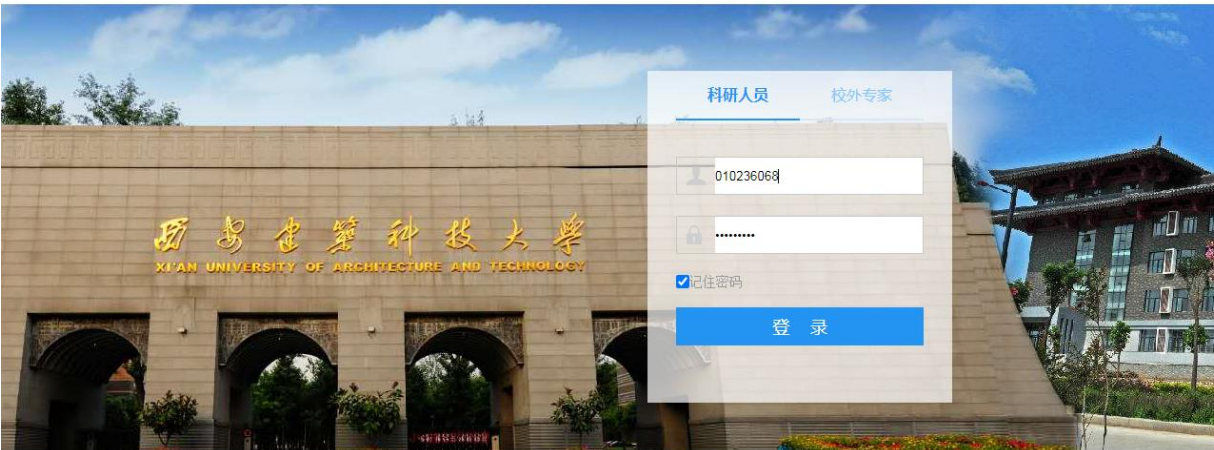 科研人员 校外专家
010236068
西安建筑科技大学
XI'AN UNIVERSITY OF ARCHITECTURE AND TECHNOLOGY
记住密码
登 录